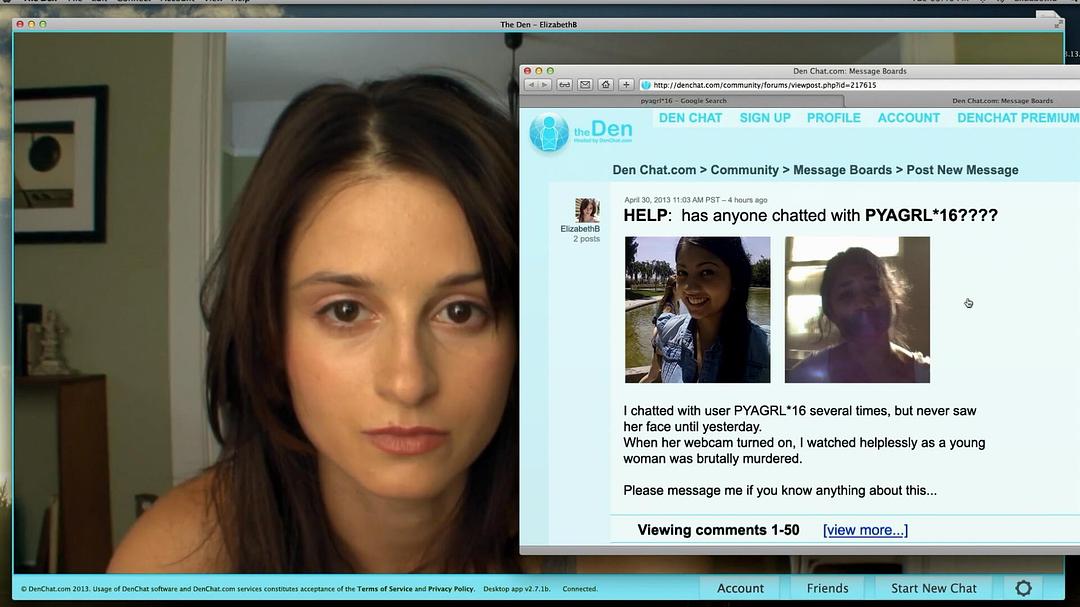 The Den – ElizabethB
Den Chat.com: Message Boards
http://denchat.com/community/forums/viewpost.php?id=217615
pyagrl*16 – Google Search
Den Chat.com: Message Boards
theDen
Hosted by DenChat.com
DEN CHAT SIGN UP PROFILE ACCOUNT DENCHAT PREMIUM
Den Chat.com > Community > Message Boards > Post New Message
April 30, 2013 11:03 AM PST – 4 hours ago
HELP: has anyone chatted with PYAGRL*16????
ElizabethB
2 posts
I chatted with user PYAGRL*16 several times, but never saw
her face until yesterday.
When her webcam turned on, I watched helplessly as a young
woman was brutally murdered.
Please message me if you know anything about this...
Viewing comments 1-50 [view more...]
© DenChat.com 2013. Usage of DenChat software and DenChat.com services constitutes acceptance of the Terms of Service and Privacy Policy. Desktop app v2.7.1b. Connected.
Account Friends Start New Chat